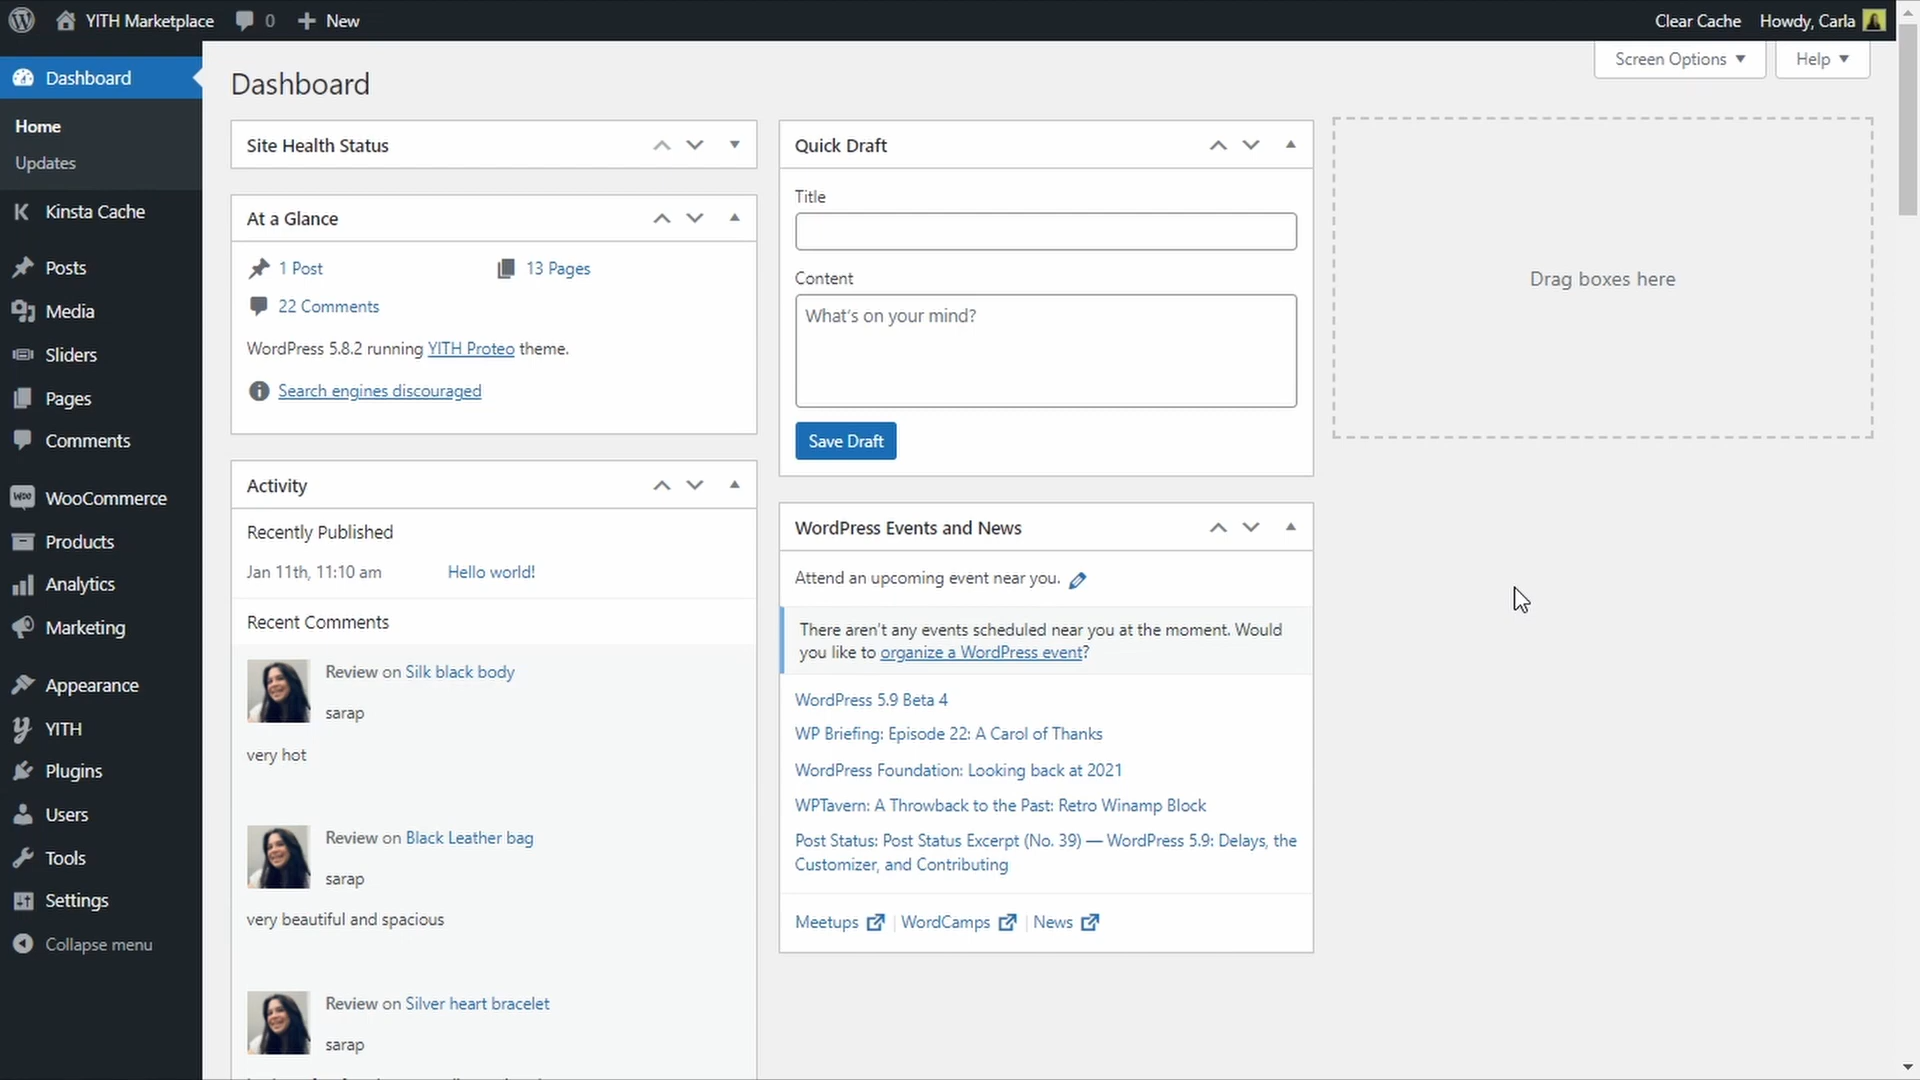 YITH Marketplace
0
New
Clear Cache
Howdy, Carla
Screen Options
Help
Dashboard
Home
Updates
Kinsta Cache
Posts
Media
Sliders
Pages
Comments
WooCommerce
Products
Analytics
Marketing
Appearance
YITH
Plugins
Users
Tools
Settings
Collapse menu
Dashboard
Site Health Status
At a Glance
1 Post
13 Pages
22 Comments
WordPress 5.8.2 running YITH Proteo theme.
Search engines discouraged
Activity
Recently Published
Jan 11th, 11:10 am
Hello world!
Recent Comments
Review on Silk black body
sarap
very hot
Review on Black Leather bag
sarap
very beautiful and spacious
Review on Silver heart bracelet
sarap
Quick Draft
Title
Content
What's on your mind?
Save Draft
WordPress Events and News
Attend an upcoming event near you.
There aren't any events scheduled near you at the moment. Would
you like to organize a WordPress event?
WordPress 5.9 Beta 4
WP Briefing: Episode 22: A Carol of Thanks
WordPress Foundation: Looking back at 2021
WPTavern: A Throwback to the Past: Retro Winamp Block
Post Status: Post Status Excerpt (No. 39) — WordPress 5.9: Delays, the
Customizer, and Contributing
Meetups | WordCamps | News
Drag boxes here